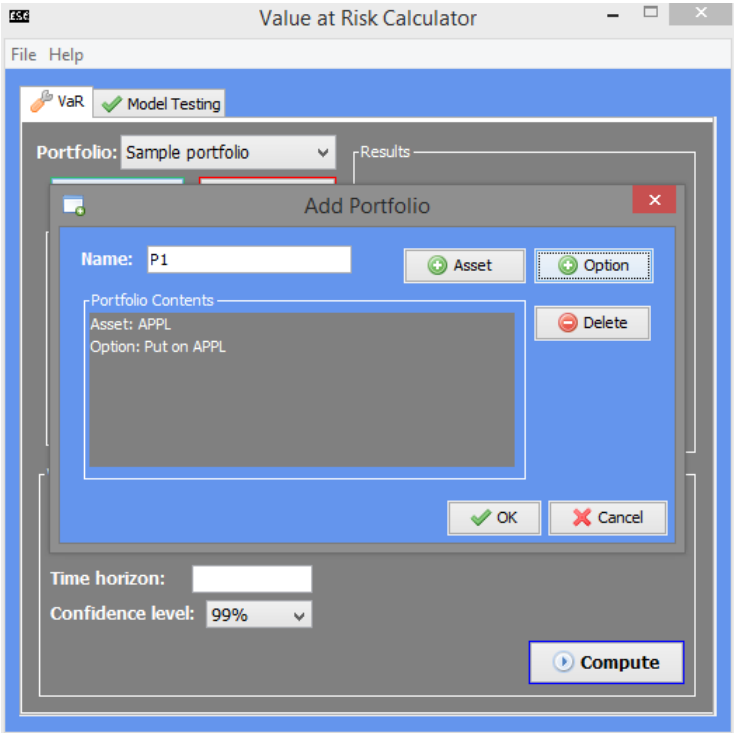 Value at Risk Calculator
File Help
VaR Model Testing
Portfolio: Sample portfolio
Results
Add Portfolio
Name: P1
Asset
Option
Portfolio Contents
Asset: APPL
Option: Put on APPL
Delete
OK
Cancel
Time horizon:
Confidence level: 99%
Compute